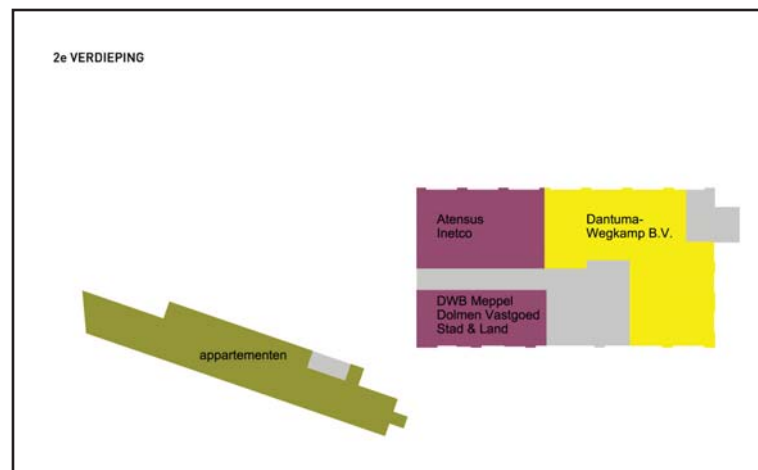 2e VERDIEPING
Atensus
Inetco
Dantuma-
Wegkamp B.V.
DWB Meppel
Dolmen Vastgoed
Stad & Land
appartementen